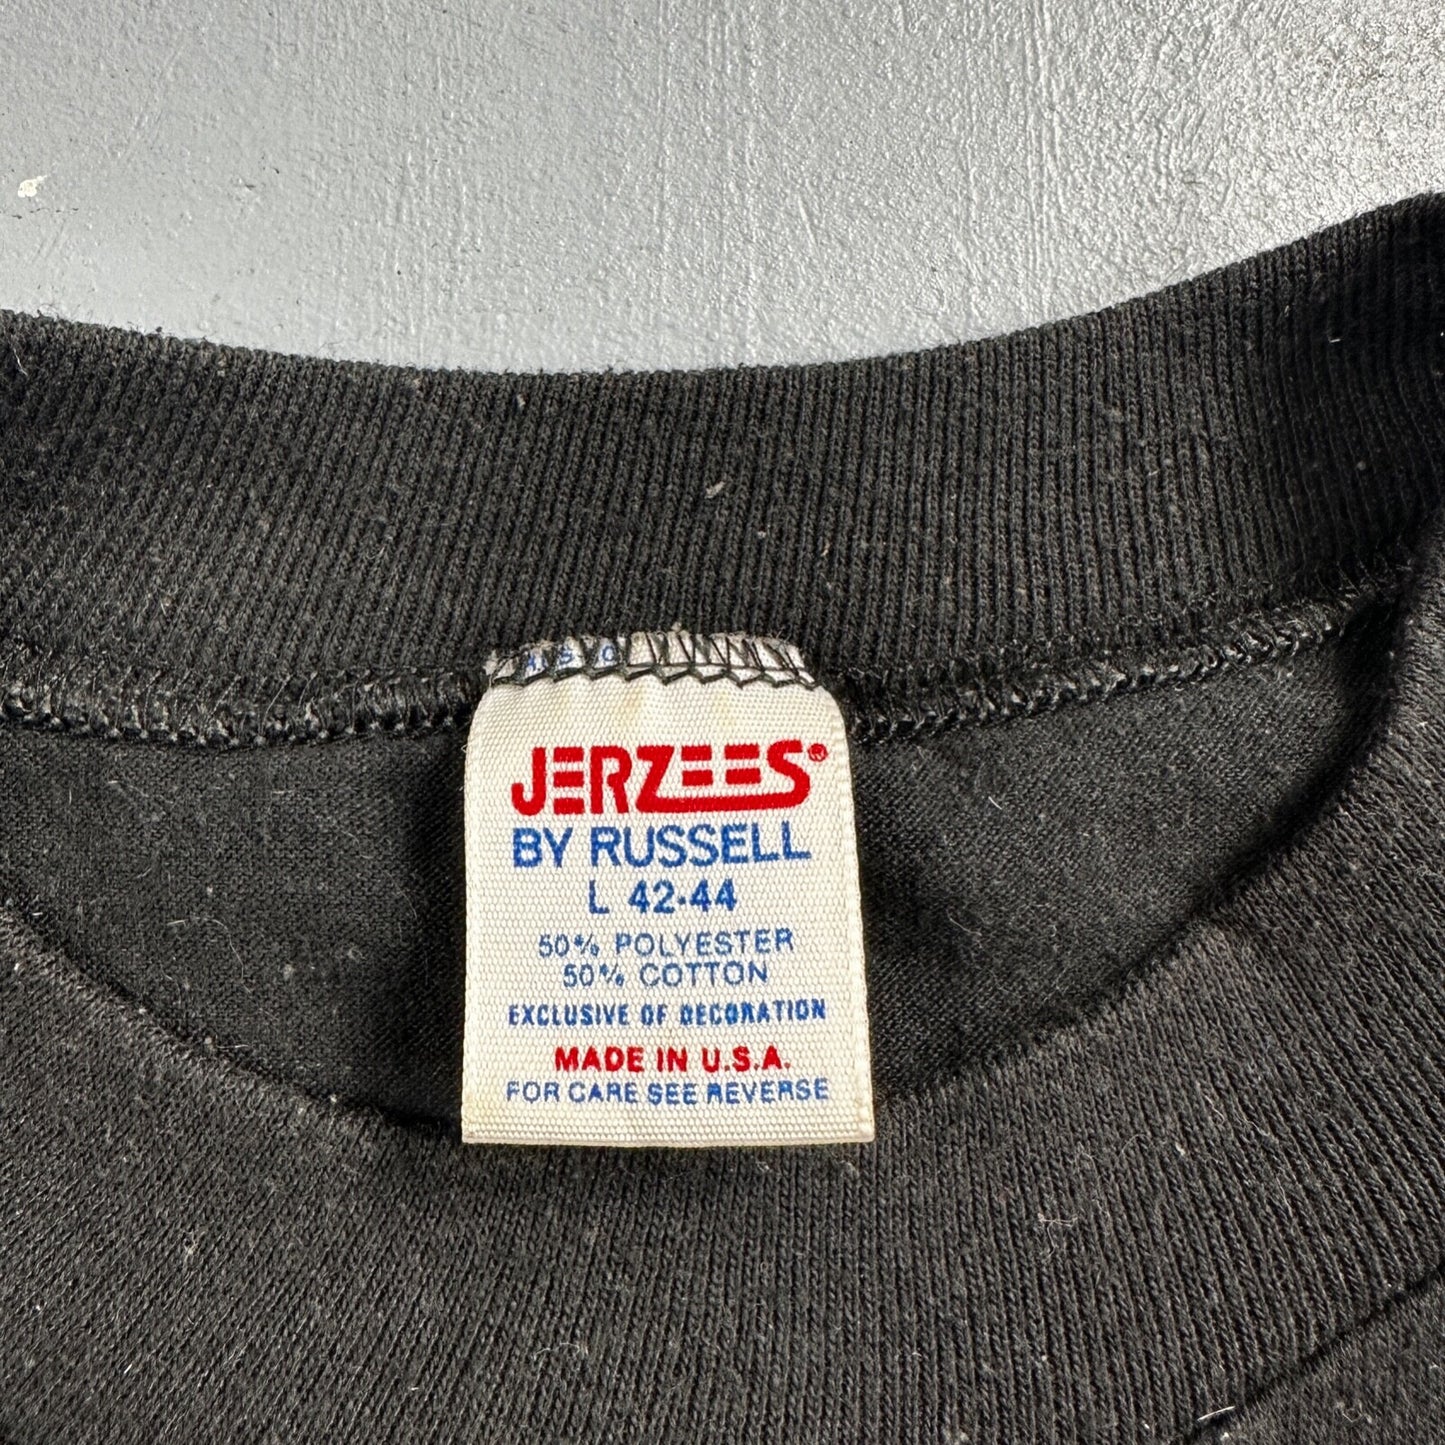 JERZEES®
BY RUSSELL
L 42-44
50% POLYESTER
50% COTTON
EXCLUSIVE OF DECORATION
MADE IN U.S.A.
FOR CARE SEE REVERSE